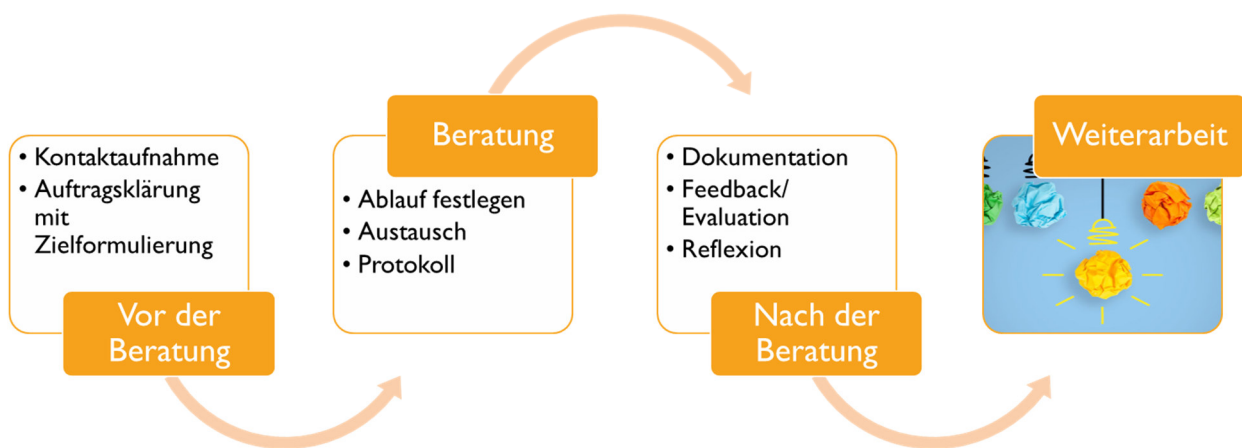 • Kontaktaufnahme
• Auftragsklärung
mit
Zielformulierung
Vor der
Beratung
Beratung
• Ablauf festlegen
• Austausch
• Protokoll
• Dokumentation
• Feedback/
Evaluation
• Reflexion
Nach der
Beratung
Weiterarbeit